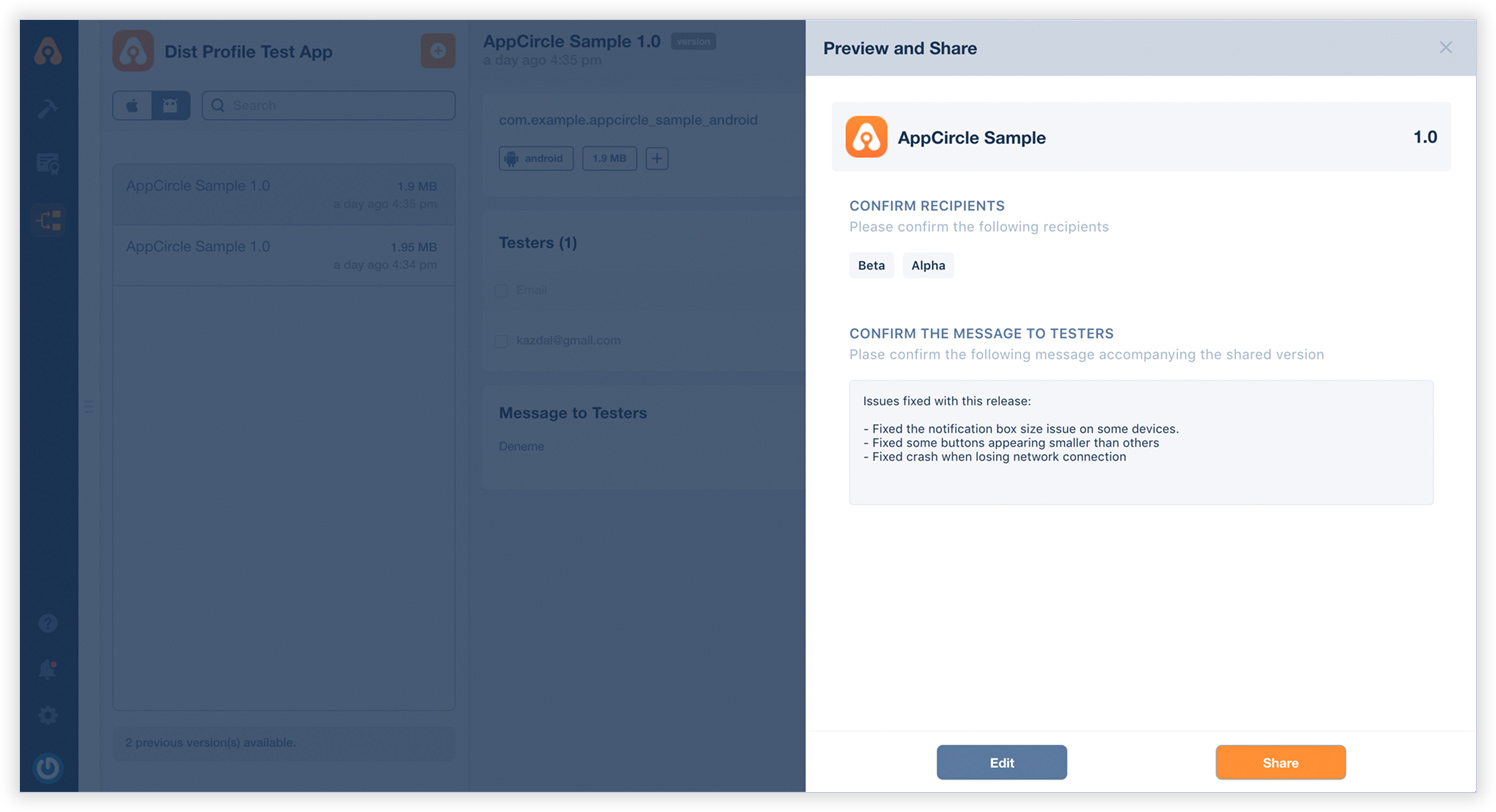 Dist Profile Test App
Search
AppCircle Sample 1.0
1.9 MB
a day ago 4:35 pm
AppCircle Sample 1.0
1.95 MB
a day ago 4:34 pm
2 previous version(s) available.
AppCircle Sample 1.0 version
a day ago 4:35 pm
com.example.appcircle_sample_android
android
1.9 MB
Testers (1)
Email
kazdal@gmail.com
Message to Testers
Deneme
Preview and Share
AppCircle Sample
1.0
CONFIRM RECIPIENTS
Please confirm the following recipients
Beta
Alpha
CONFIRM THE MESSAGE TO TESTERS
Plase confirm the following message accompanying the shared version
Issues fixed with this release:
- Fixed the notification box size issue on some devices.
- Fixed some buttons appearing smaller than others
- Fixed crash when losing network connection
Edit
Share